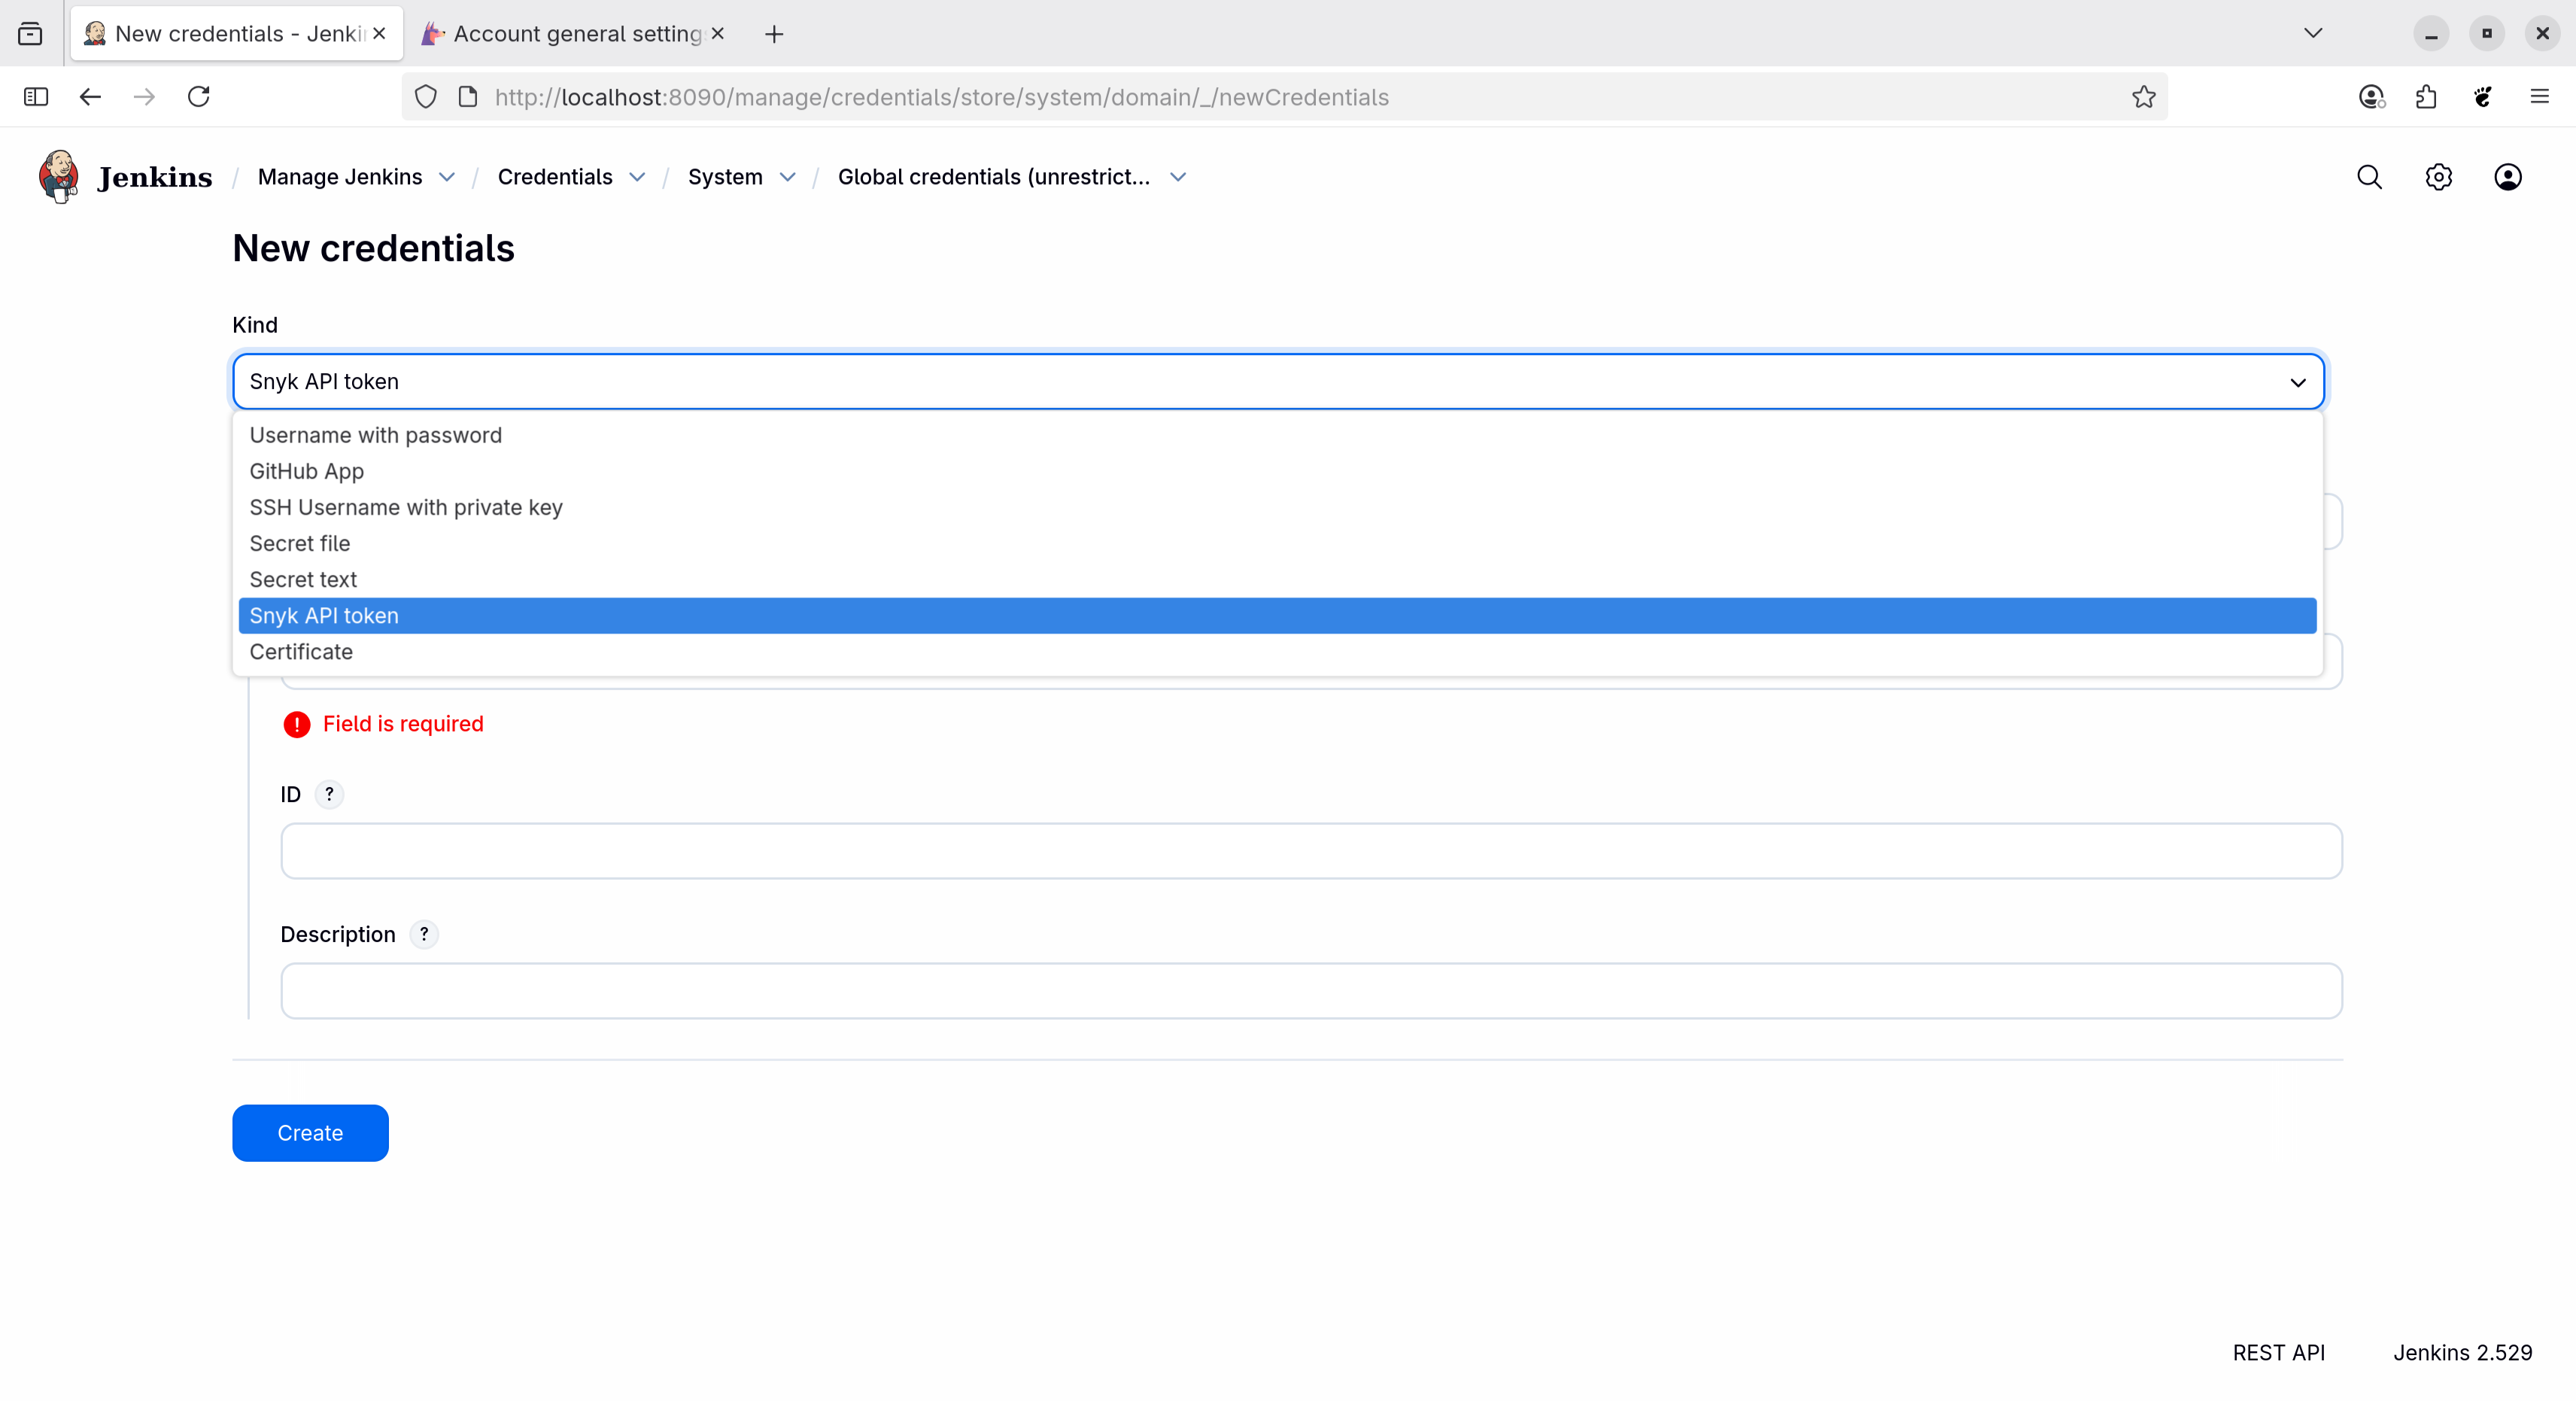 New credentials - Jenki
Account general setting
http://localhost:8090/manage/credentials/store/system/domain/_/newCredentials
Jenkins / Manage Jenkins / Credentials / System / Global credentials (unrestrict...
New credentials
Kind
Snyk API token
Username with password
GitHub App
SSH Username with private key
Secret file
Secret text
Snyk API token
Certificate
! Field is required
ID ?
Description ?
Create
REST API Jenkins 2.529